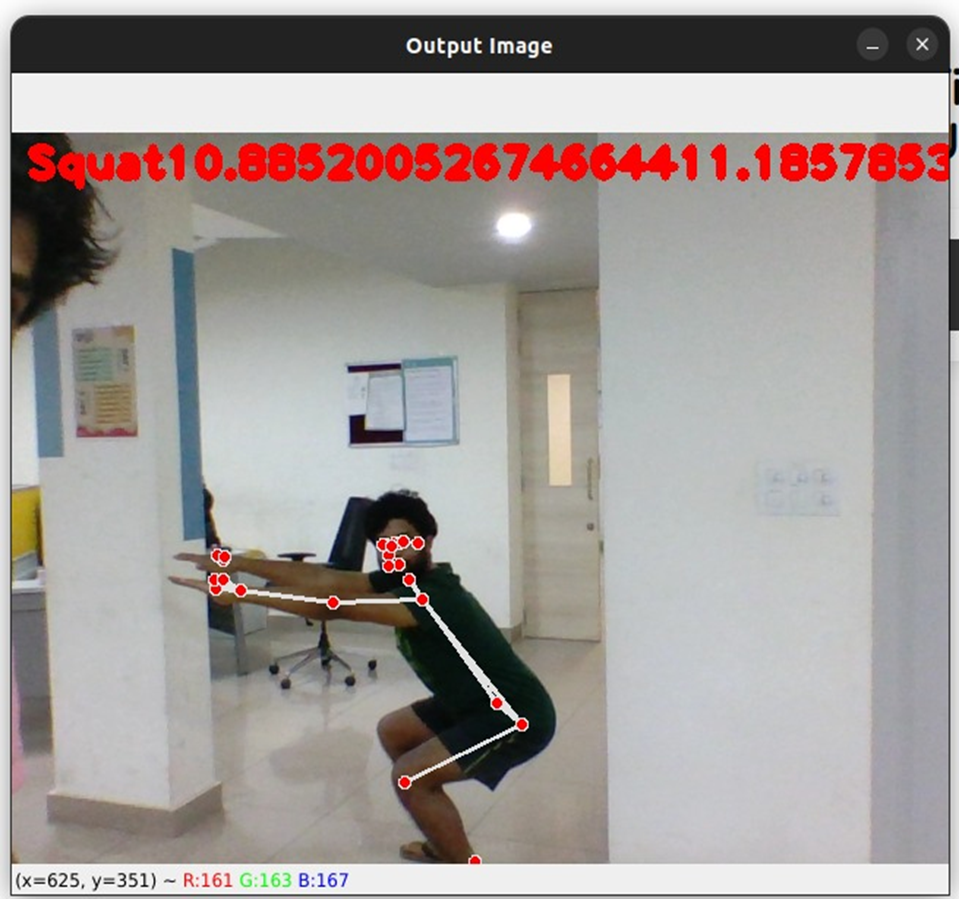 Output Image
Squat10.88520052674664411.1857853
(x=625, y=351) ~ R:161 G:163 B:167